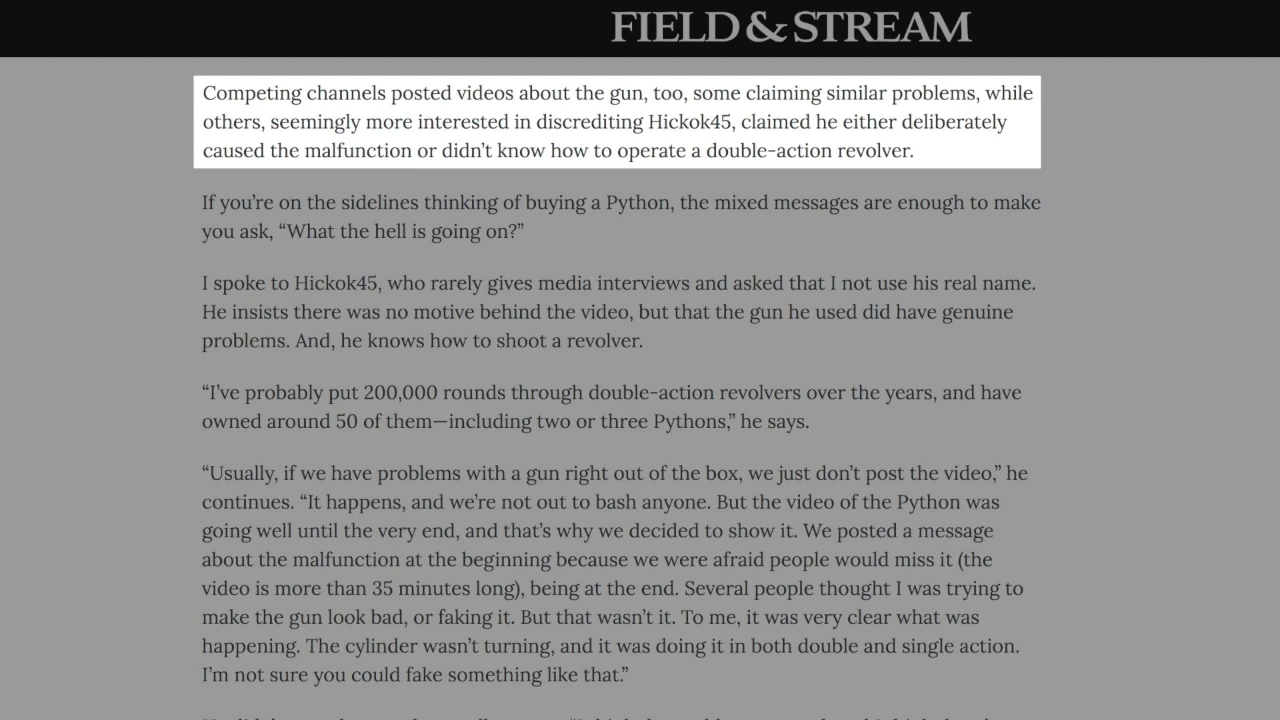 FIELD & STREAM
Competing channels posted videos about the gun, too, some claiming similar problems, while
others, seemingly more interested in discrediting Hickok45, claimed he either deliberately
caused the malfunction or didn’t know how to operate a double-action revolver.
If you’re on the sidelines thinking of buying a Python, the mixed messages are enough to make
you ask, “What the hell is going on?”
I spoke to Hickok45, who rarely gives media interviews and asked that I not use his real name.
He insists there was no motive behind the video, but that the gun he used did have genuine
problems. And, he knows how to shoot a revolver.
“I’ve probably put 200,000 rounds through double-action revolvers over the years, and have
owned around 50 of them—including two or three Pythons,” he says.
“Usually, if we have problems with a gun right out of the box, we just don’t post the video,” he
continues. “It happens, and we’re not out to bash anyone. But the video of the Python was
going well until the very end, and that’s why we decided to show it. We posted a message
about the malfunction at the beginning because we were afraid people would miss it (the
video is more than 35 minutes long), being at the end. Several people thought I was trying to
make the gun look bad, or faking it. But that wasn’t it. To me, it was very clear what was
happening. The cylinder wasn’t turning, and it was doing it in both double and single action.
I’m not sure you could fake something like that.”